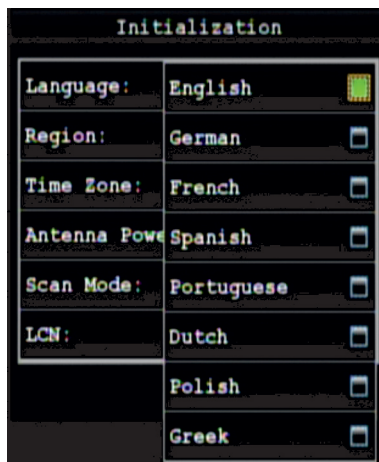 Initialization
Language: English
Region: German
Time Zone: French
Antenna Powe Spanish
Scan Mode: Portuguese
LCN: Dutch
Polish
Greek